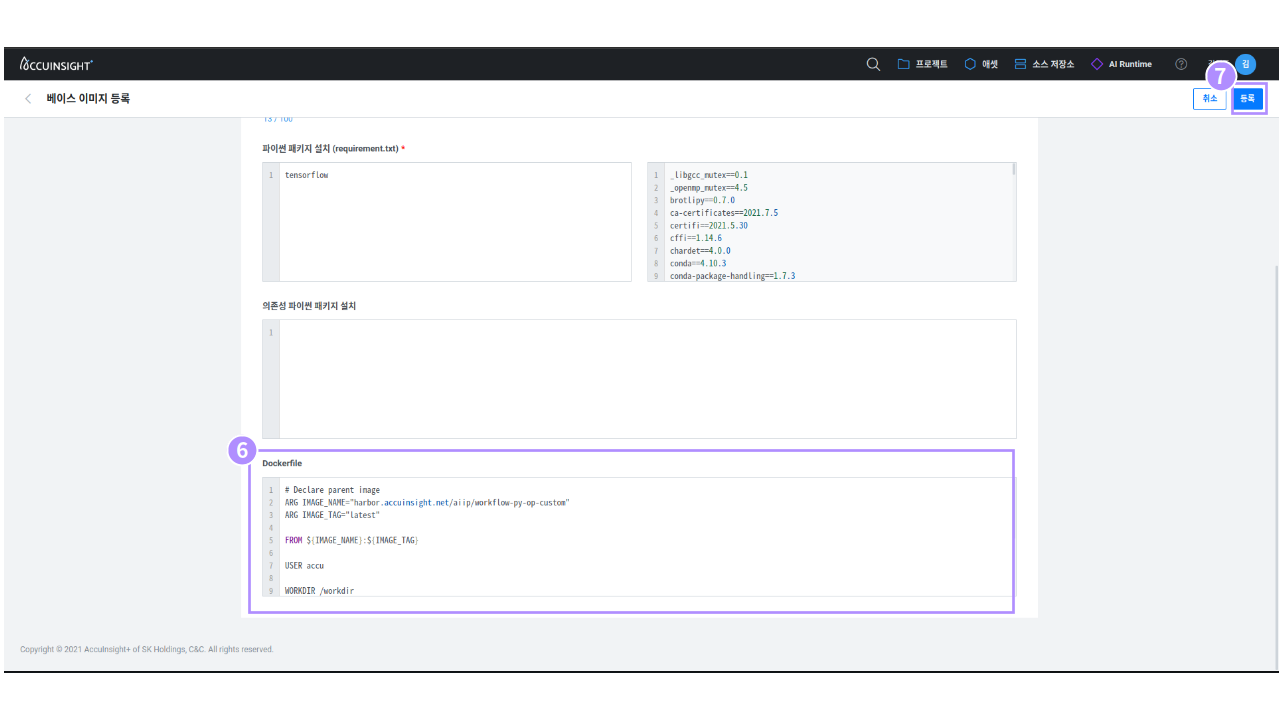 ACCUINSIGHT+
프로젝트
애셋
소스 저장소
AI Runtime
김
7
베이스 이미지 등록
취소
등록
13 / 100
파이썬 패키지 설치 (requirement.txt) *
1 tensorflow
1 _libgcc_mutex==0.1
2 _openmp_mutex==4.5
3 brotlipy==0.7.0
4 ca-certificates==2021.7.5
5 certifi==2021.5.30
6 cffi==1.14.6
7 chardet==4.0.0
8 conda==4.10.3
9 conda-package-handling==1.7.3
의존성 파이썬 패키지 설치
1
6
Dockerfile
1 # Declare parent image
2 ARG IMAGE_NAME="harbor.accuinsight.net/aiip/workflow-py-op-custom"
3 ARG IMAGE_TAG="latest"
4
5 FROM ${IMAGE_NAME}:${IMAGE_TAG}
6
7 USER accu
8
9 WORKDIR /workdir
Copyright © 2021 AccuInsight+ of SK Holdings, C&C. All rights reserved.